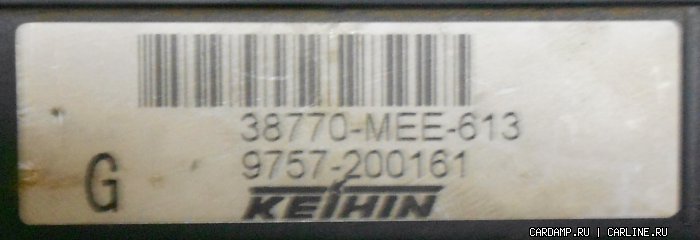 38770-MEE-613
9757-200161
G
KEIHIN
CARDAMP.RU | CARLINE.RU